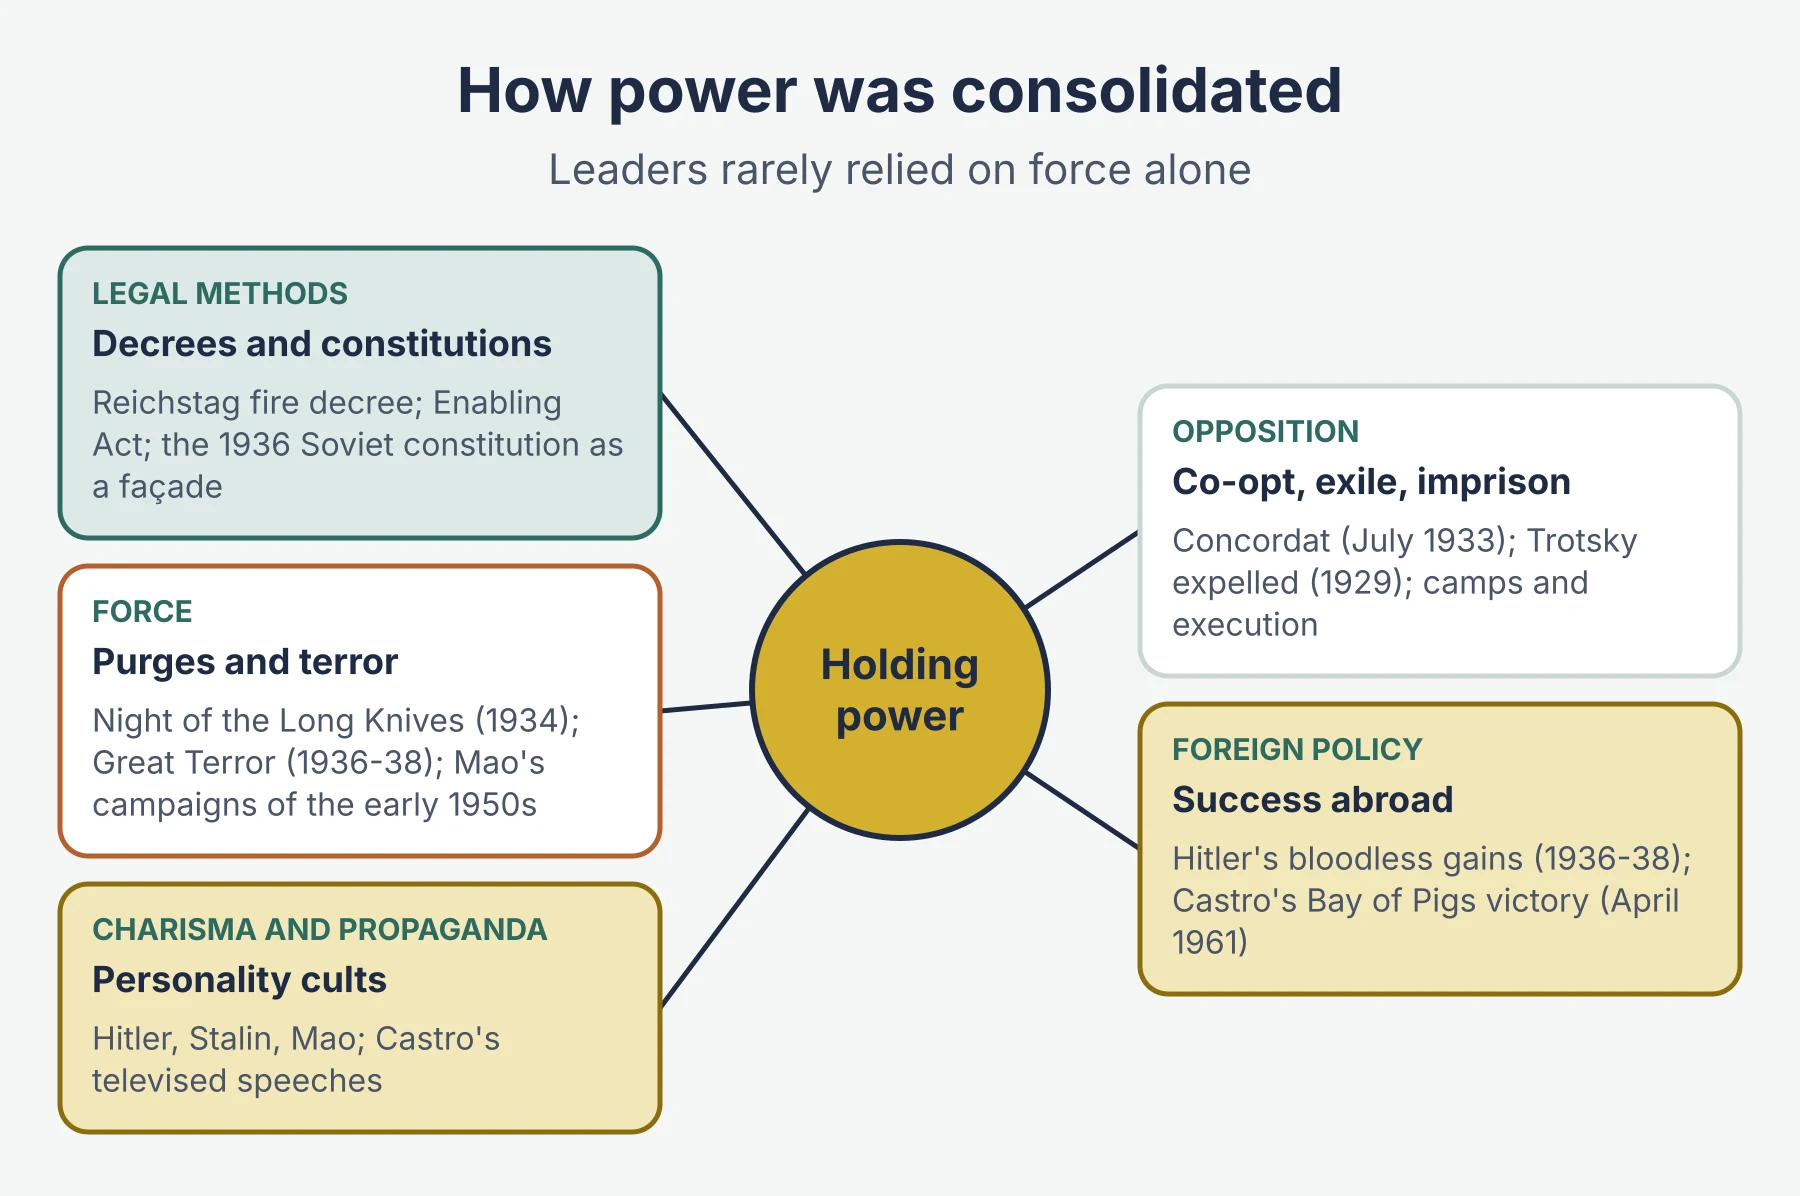 How power was consolidated
Leaders rarely relied on force alone
LEGAL METHODS
Decrees and constitutions
Reichstag fire decree; Enabling
Act; the 1936 Soviet constitution as
a façade
FORCE
Purges and terror
Night of the Long Knives (1934);
Great Terror (1936-38); Mao's
campaigns of the early 1950s
CHARISMA AND PROPAGANDA
Personality cults
Hitler, Stalin, Mao; Castro's
televised speeches
Holding
power
OPPOSITION
Co-opt, exile, imprison
Concordat (July 1933); Trotsky
expelled (1929); camps and
execution
FOREIGN POLICY
Success abroad
Hitler's bloodless gains (1936-38);
Castro's Bay of Pigs victory (April
1961)